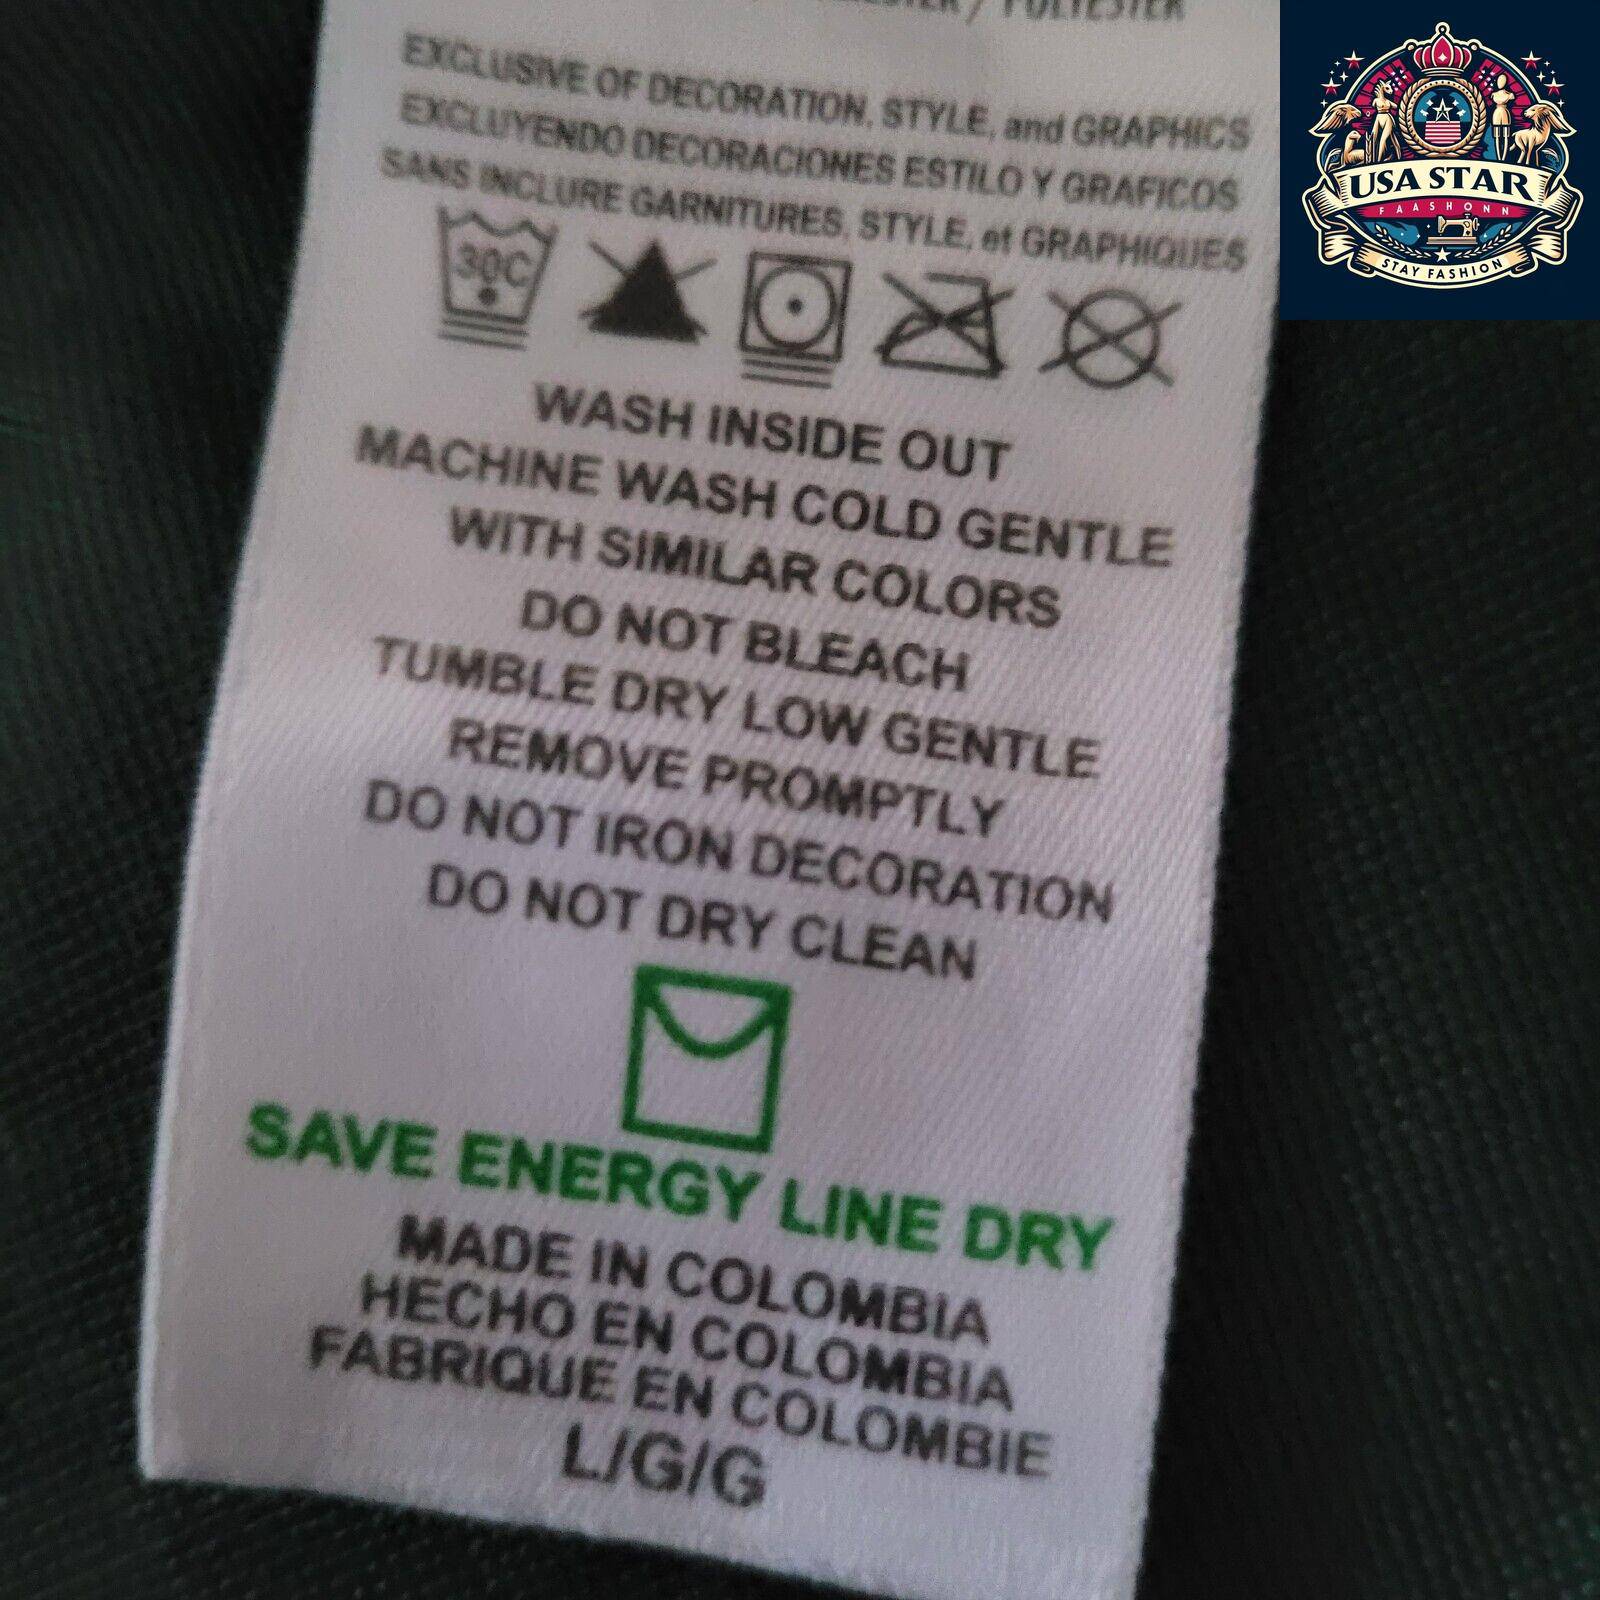 POLYESTER
EXCLUSIVE OF DECORATION, STYLE, and GRAPHICS
EXCLUYENDO DECORACIONES ESTILO Y GRAFICOS
SANS INCLURE GARNITURES, STYLE, et GRAPHIQUES
30C
WASH INSIDE OUT
MACHINE WASH COLD GENTLE
WITH SIMILAR COLORS
DO NOT BLEACH
TUMBLE DRY LOW GENTLE
REMOVE PROMPTLY
DO NOT IRON DECORATION
DO NOT DRY CLEAN
SAVE ENERGY LINE DRY
MADE IN COLOMBIA
HECHO EN COLOMBIA
FABRIQUE EN COLOMBIE
L/G/G
USA STAR
FAASHONN
STAY FASHION